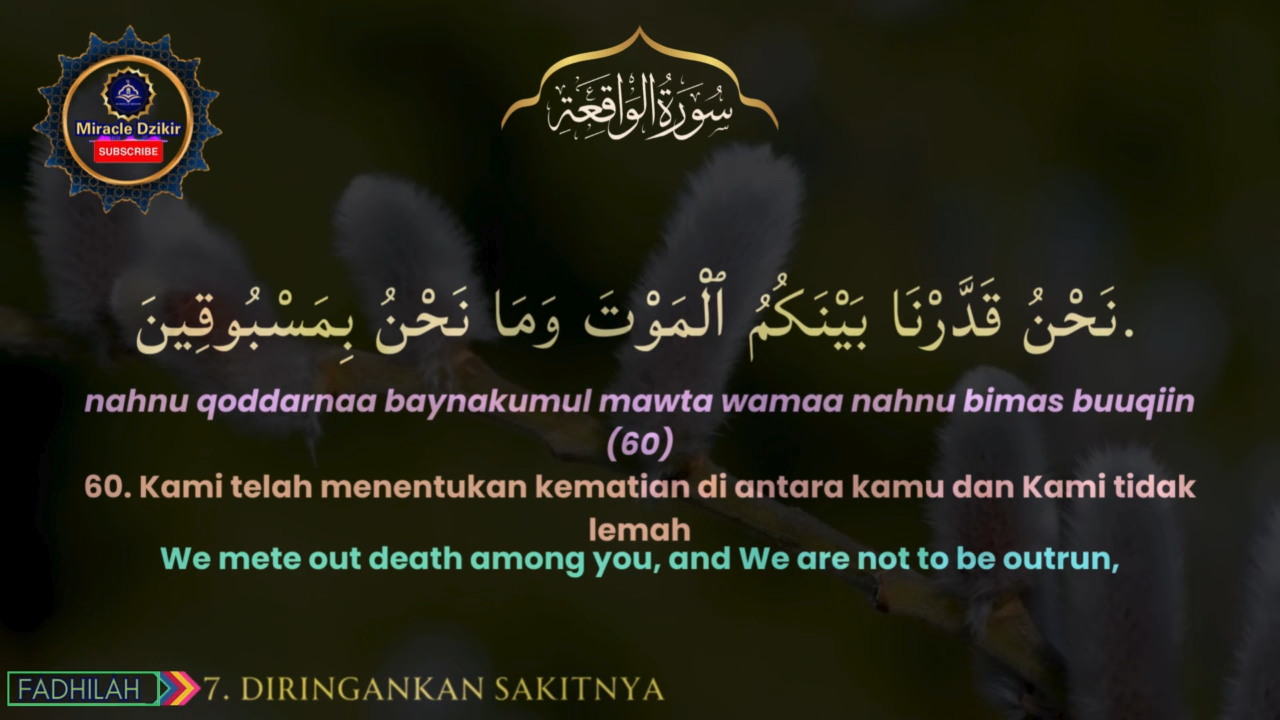 Miracle Dzikir
SUBSCRIBE
سُورَةُ الْوَاقِعَةِ
نَحْنُ قَدَّرْنَا بَيْنَكُمُ ٱلْمَوْتَ وَمَا نَحْنُ بِمَسْبُوقِينَ.
nahnu qoddarnaa baynakumul mawta wamaa nahnu bimas buuqiin
(60)
60. Kami telah menentukan kematian di antara kamu dan Kami tidak
lemah
We mete out death among you, and We are not to be outrun,
FADHILAH 7. DIRINGANKAN SAKITNYA